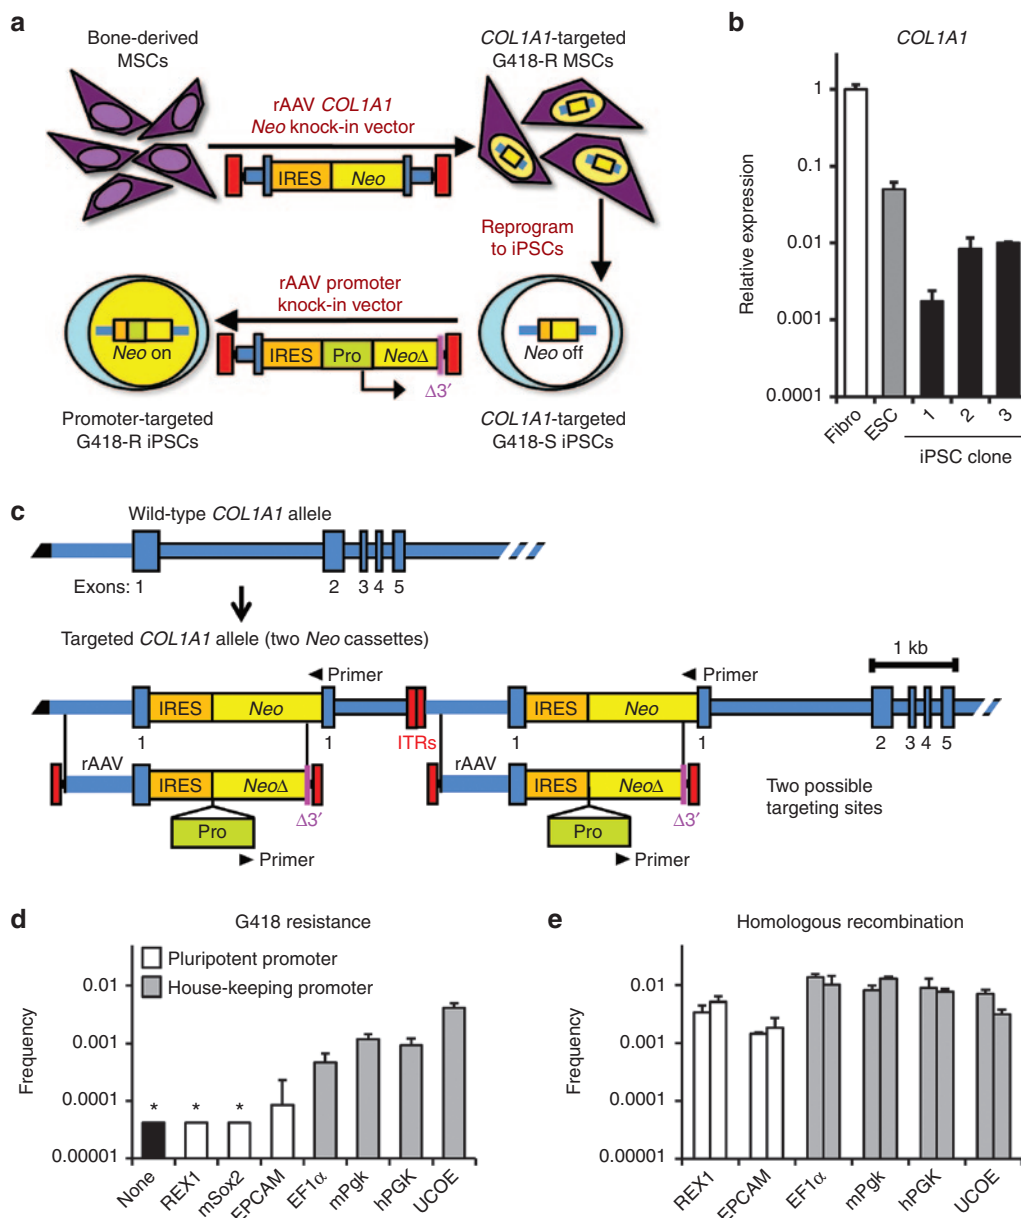 a
Bone-derived
MSCs
COL1A1-targeted
G418-R MSCs
rAAV COL1A1
Neo knock-in vector
IRES
Neo
Reprogram
to iPSCs
rAAV promoter
knock-in vector
Neo on
IRES
Pro
NeoΔ
Δ3′
Neo off
Promoter-targeted
G418-R iPSCs
COL1A1-targeted
G418-S iPSCs
b
COL1A1
Relative expression
1
0.1
0.01
0.001
0.0001
Fibro
ESC
1
2
3
iPSC clone
c
Wild-type COL1A1 allele
Exons: 1
2
3
4
5
Targeted COL1A1 allele (two Neo cassettes)
Primer
Primer
1 kb
IRES
Neo
IRES
Neo
1
1
ITRs
1
1
2
3
4
5
rAAV
IRES
NeoΔ
Δ3′
Pro
Primer
rAAV
IRES
NeoΔ
Δ3′
Pro
Primer
Two possible
targeting sites
d
G418 resistance
Pluripotent promoter
House-keeping promoter
Frequency
0.01
0.001
0.0001
0.00001
*
*
*
None
REX1
mSox2
EPCAM
EF1α
mPgk
hPGK
UCOE
e
Homologous recombination
Frequency
0.01
0.001
0.0001
0.00001
REX1
EPCAM
EF1α
mPgk
hPGK
UCOE